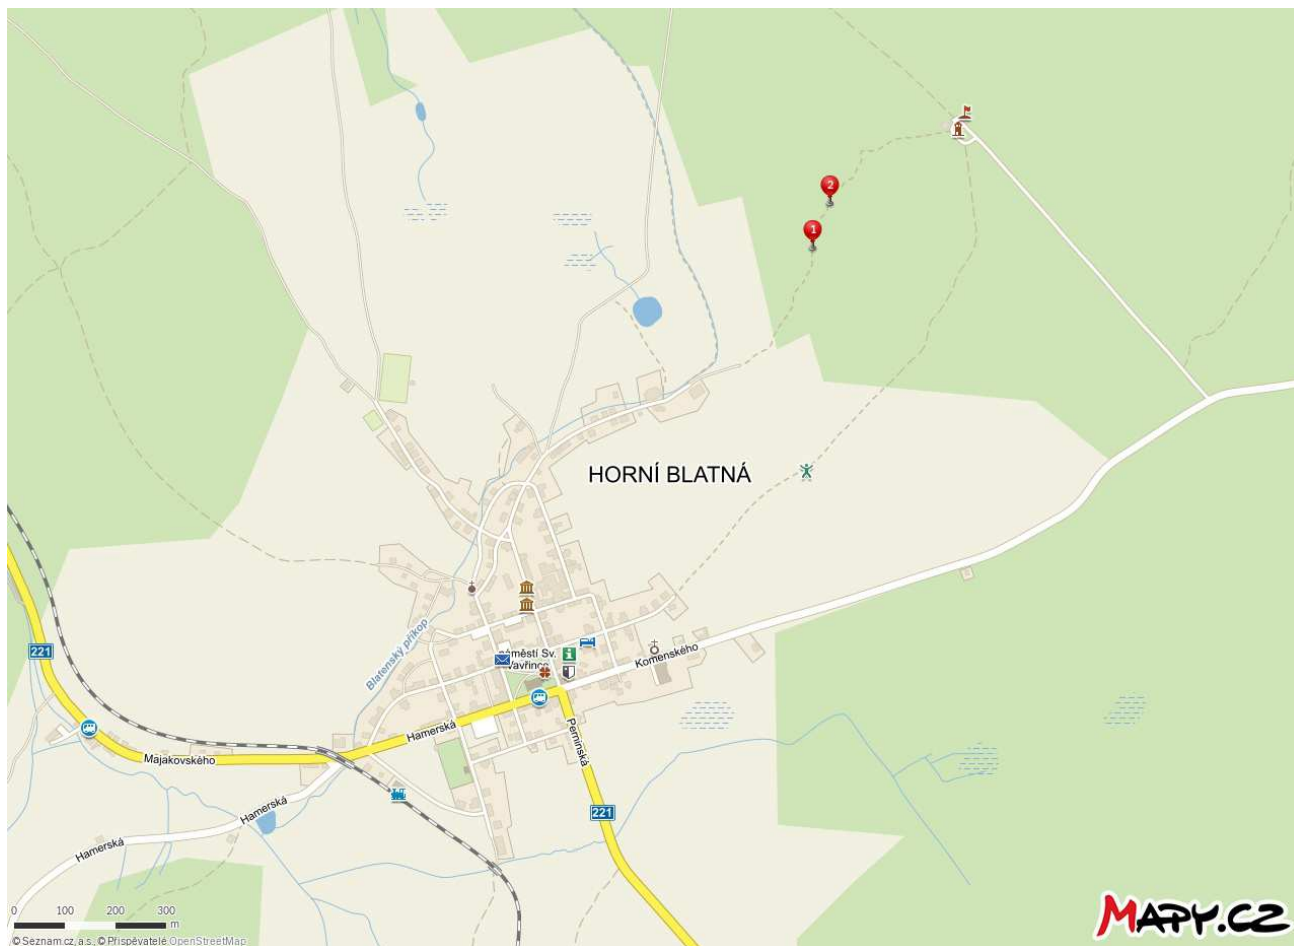 2
1
HORNÍ BLATNÁ
221
Blatenský příkop
náměstí Sv.
Vavřince
Komenského
Hamerská
Perninská
Majakovského
221
Hamerská
Hamerská
0 100 200 300
m
MAPY.CZ
© Seznam.cz, a.s., © Přispěvatelé OpenStreetMap